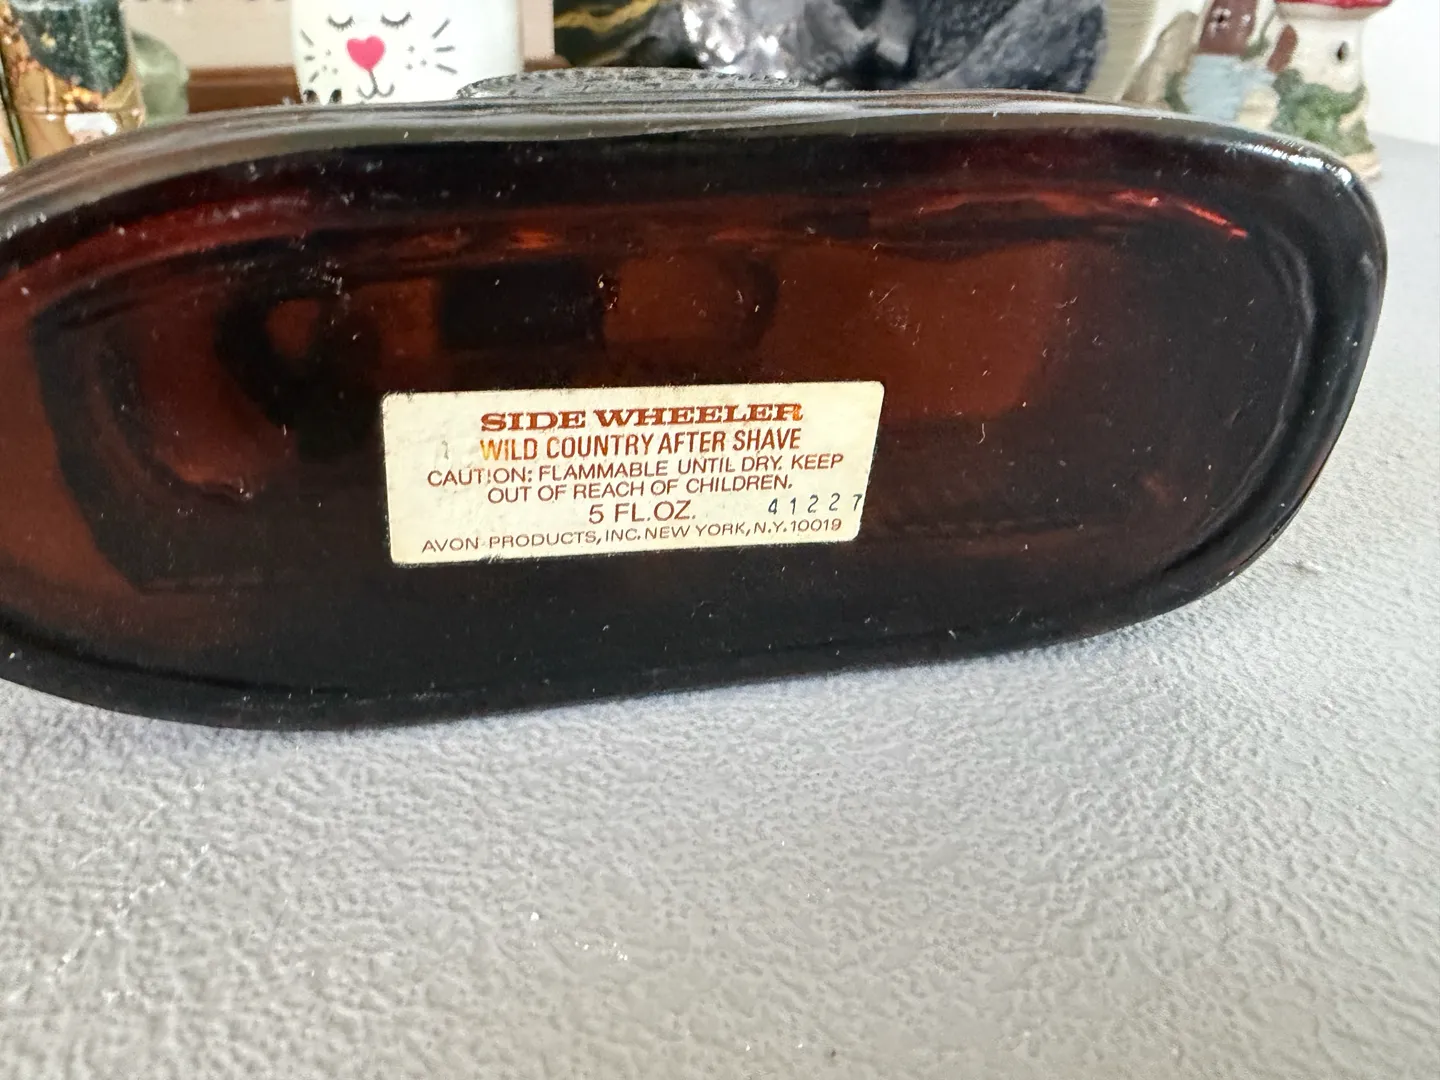 SIDE WHEELER
WILD COUNTRY AFTER SHAVE
CAUTION: FLAMMABLE UNTIL DRY. KEEP
OUT OF REACH OF CHILDREN.
5 FL.OZ. 41227
AVON PRODUCTS, INC. NEW YORK, N.Y. 10019